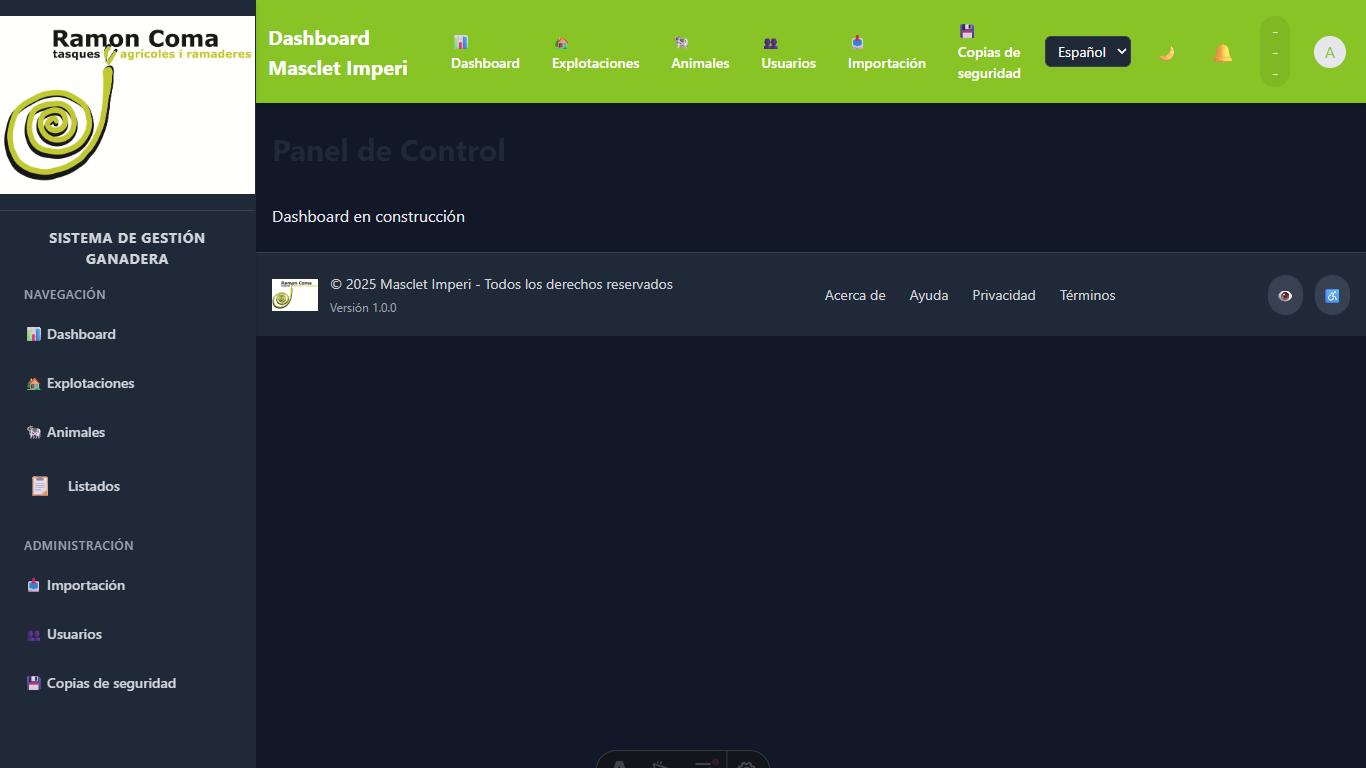 Ramon Coma
tasques agrícoles i ramaderes
SISTEMA DE GESTIÓN
GANADERA
NAVEGACIÓN
Dashboard
Explotaciones
Animales
Listados
ADMINISTRACIÓN
Importación
Usuarios
Copias de seguridad
Dashboard
Masclet Imperi
Dashboard
Explotaciones
Animales
Usuarios
Importación
Copias de
seguridad
Español
-
-
-
A
Panel de Control
Dashboard en construcción
Ramon Coma
© 2025 Masclet Imperi - Todos los derechos reservados
Versión 1.0.0
Acerca de
Ayuda
Privacidad
Términos